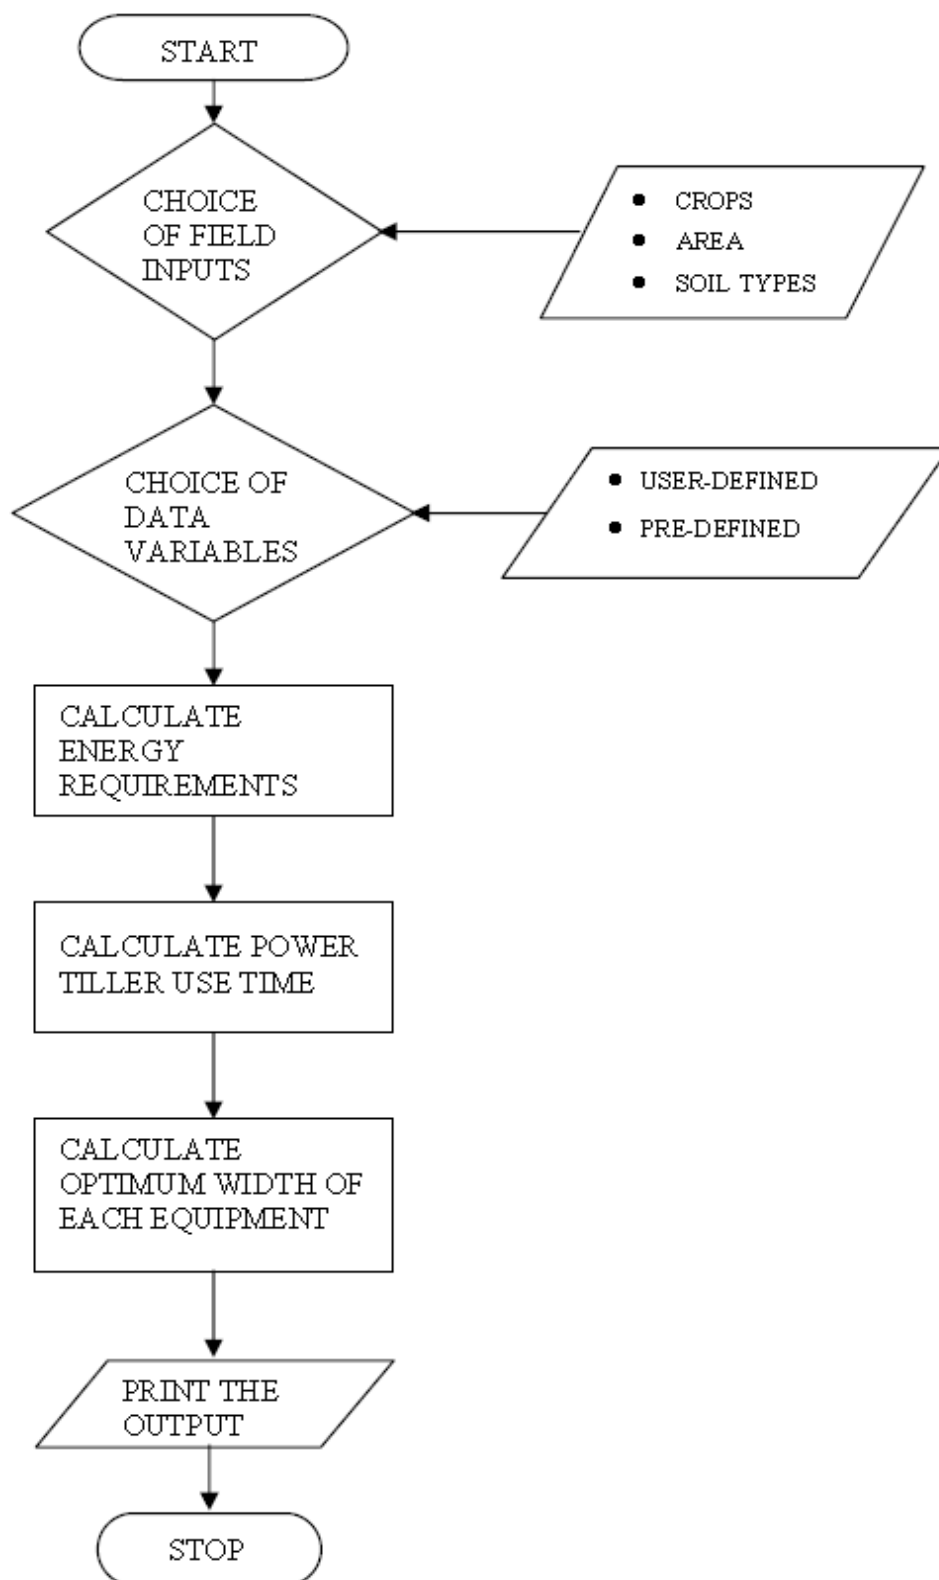 START
CHOICE
OF FIELD
INPUTS
● CROPS
● AREA
● SOIL TYPES
CHOICE OF
DATA
VARIABLES
● USER-DEFINED
● PRE-DEFINED
CALCULATE
ENERGY
REQUIREMENTS
CALCULATE POWER
TILLER USE TIME
CALCULATE
OPTIMUM WIDTH OF
EACH EQUIPMENT
PRINT THE
OUTPUT
STOP